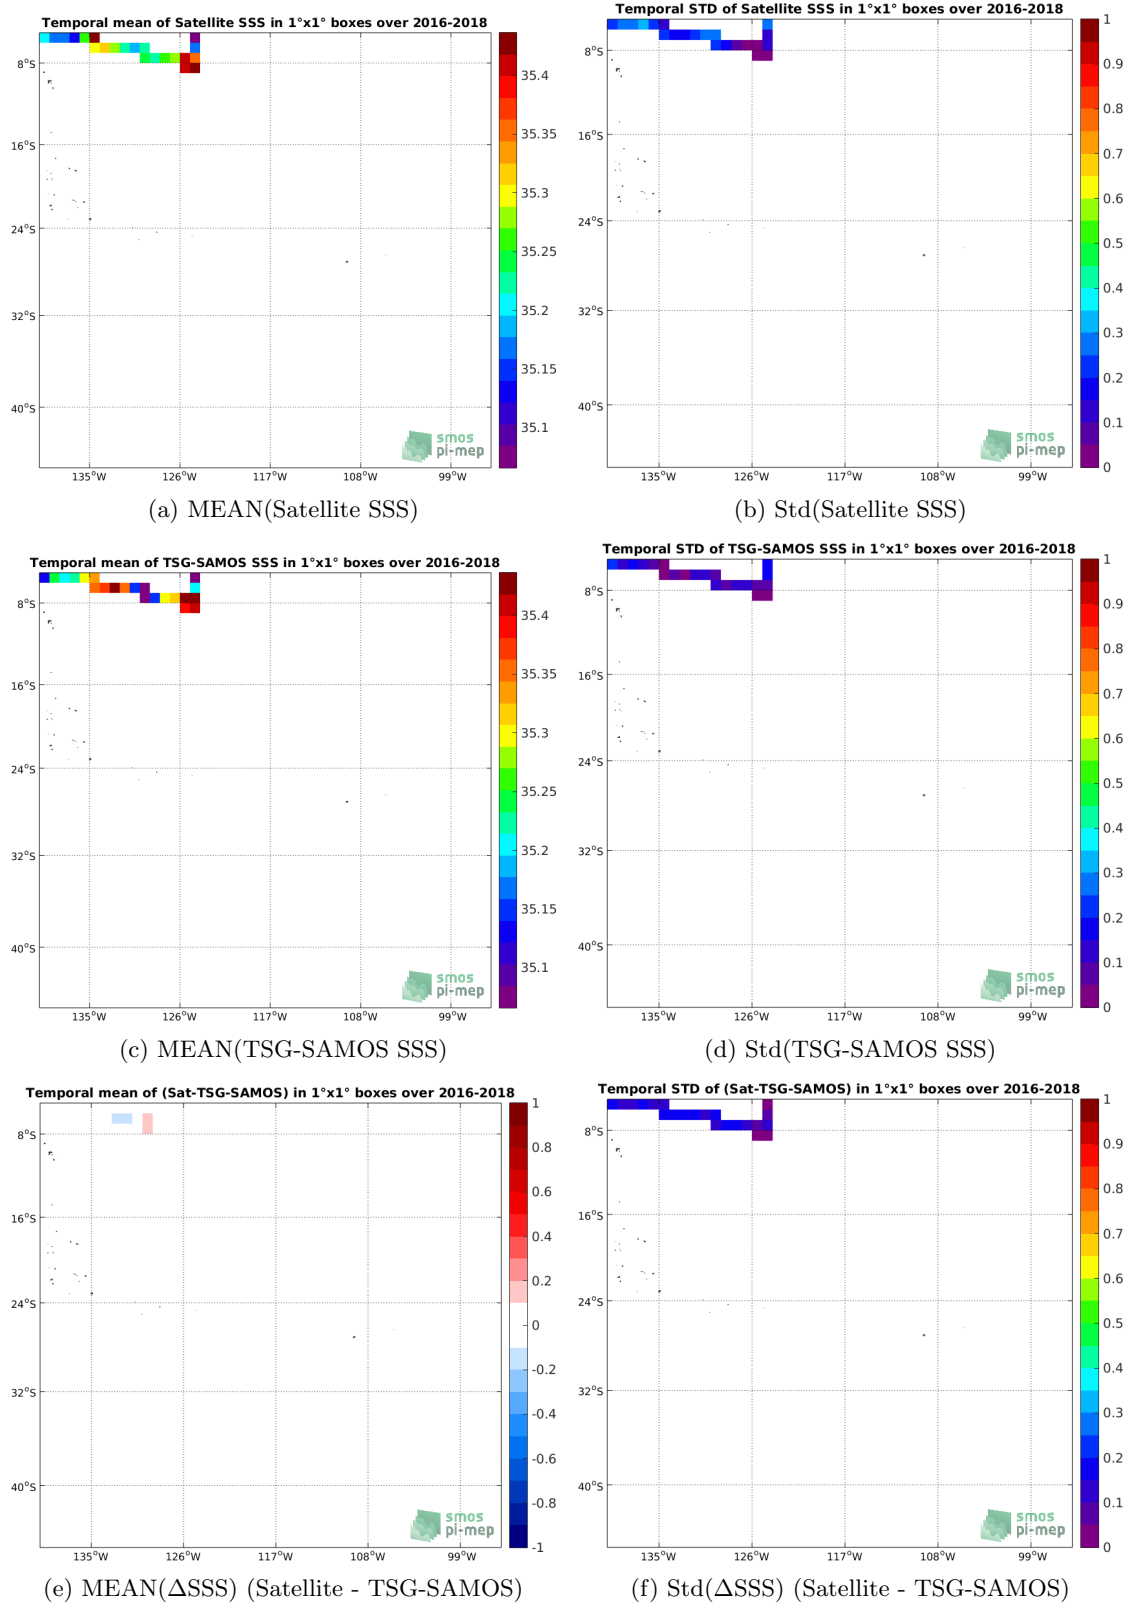 Temporal mean of Satellite SSS in 1°x1° boxes over 2016-2018
8°S
16°S
24°S
32°S
40°S
135°W 126°W 117°W 108°W 99°W
35.4
35.35
35.3
35.25
35.2
35.15
35.1
smos
pi-mep
(a) MEAN(Satellite SSS)
Temporal STD of Satellite SSS in 1°x1° boxes over 2016-2018
8°S
16°S
24°S
32°S
40°S
135°W 126°W 117°W 108°W 99°W
1
0.9
0.8
0.7
0.6
0.5
0.4
0.3
0.2
0.1
0
smos
pi-mep
(b) Std(Satellite SSS)
Temporal mean of TSG-SAMOS SSS in 1°x1° boxes over 2016-2018
8°S
16°S
24°S
32°S
40°S
135°W 126°W 117°W 108°W 99°W
35.4
35.35
35.3
35.25
35.2
35.15
35.1
smos
pi-mep
(c) MEAN(TSG-SAMOS SSS)
Temporal STD of TSG-SAMOS SSS in 1°x1° boxes over 2016-2018
8°S
16°S
24°S
32°S
40°S
135°W 126°W 117°W 108°W 99°W
1
0.9
0.8
0.7
0.6
0.5
0.4
0.3
0.2
0.1
0
smos
pi-mep
(d) Std(TSG-SAMOS SSS)
Temporal mean of (Sat-TSG-SAMOS) in 1°x1° boxes over 2016-2018
8°S
16°S
24°S
32°S
40°S
135°W 126°W 117°W 108°W 99°W
1
0.8
0.6
0.4
0.2
0
-0.2
-0.4
-0.6
-0.8
-1
smos
pi-mep
(e) MEAN(ΔSSS) (Satellite - TSG-SAMOS)
Temporal STD of (Sat-TSG-SAMOS) in 1°x1° boxes over 2016-2018
8°S
16°S
24°S
32°S
40°S
135°W 126°W 117°W 108°W 99°W
1
0.9
0.8
0.7
0.6
0.5
0.4
0.3
0.2
0.1
0
smos
pi-mep
(f) Std(ΔSSS) (Satellite - TSG-SAMOS)